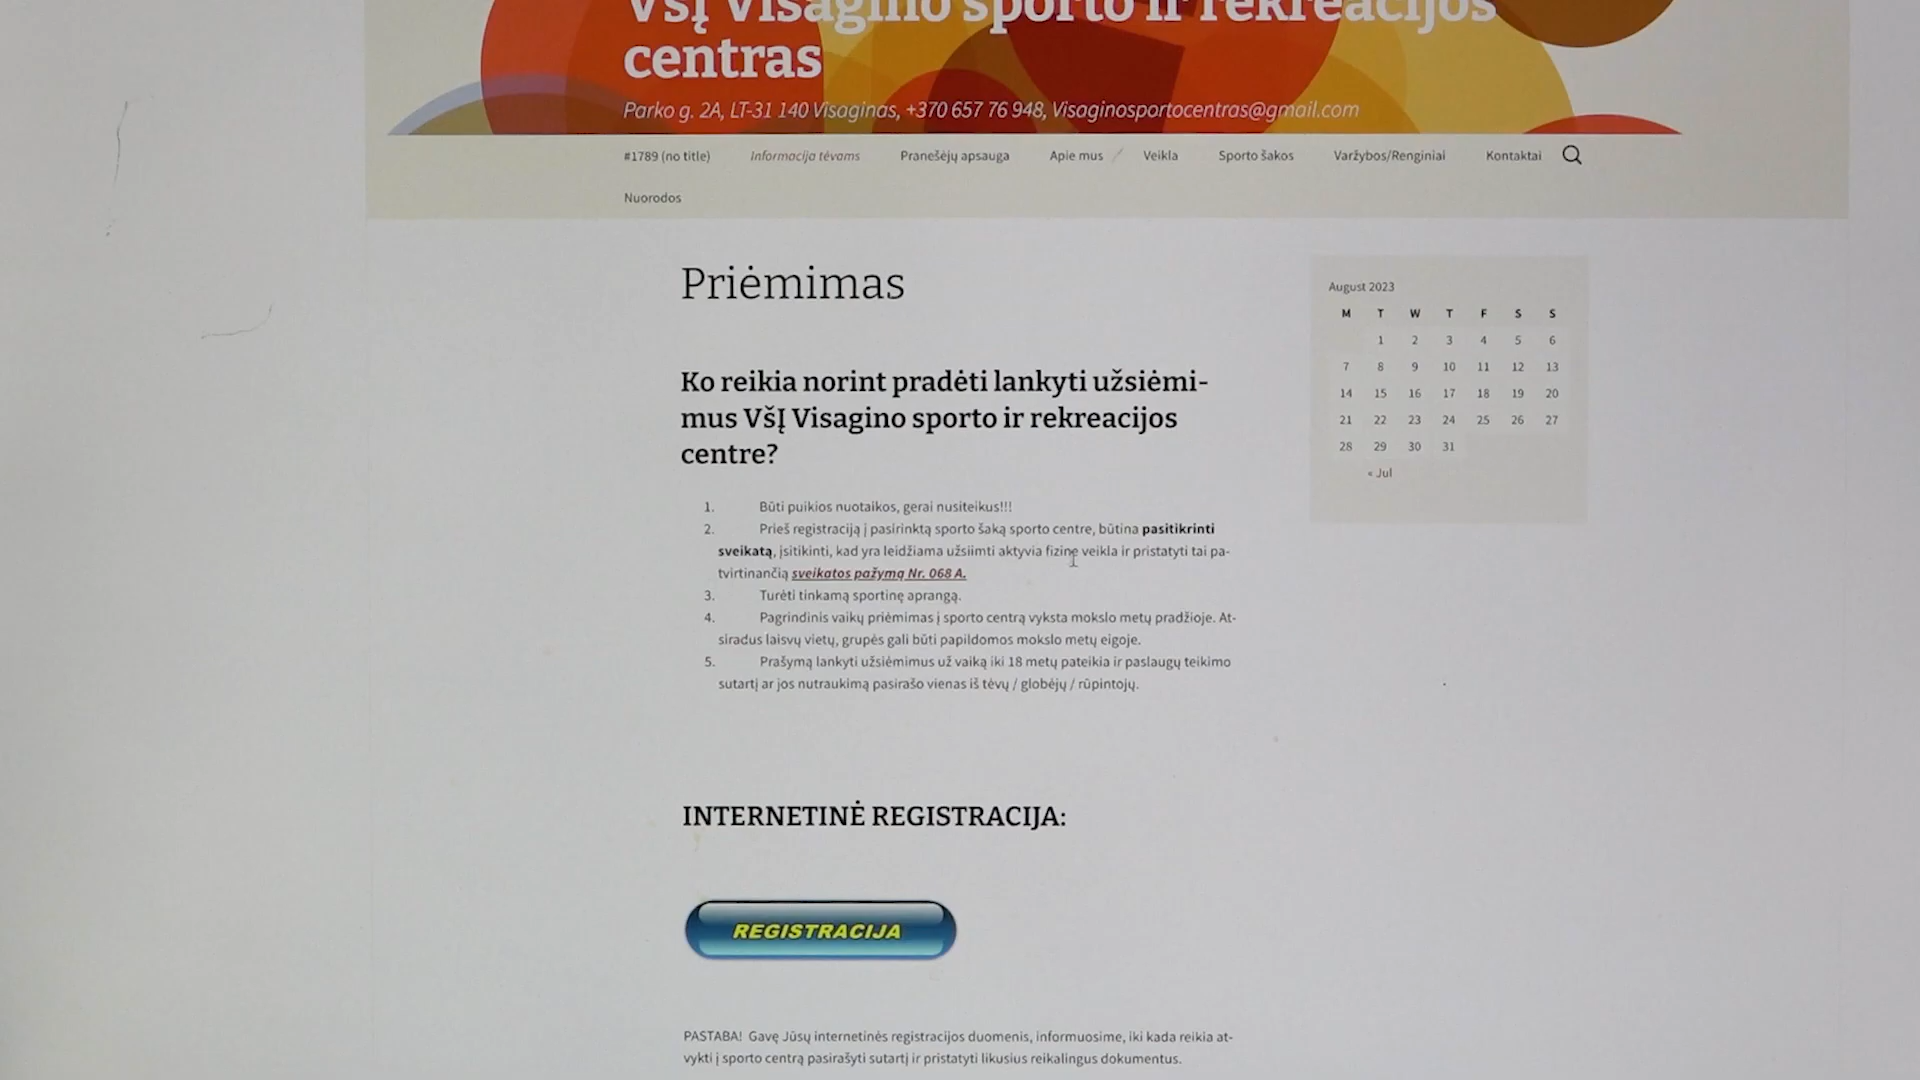 VšĮ Visagino sporto ir rekreacijos
centras
Parko g. 2A, LT-31 140 Visaginas, +370 657 76 948, Visaginosportocentras@gmail.com
#1789 (no title) Informacija tėvams Pranešėjų apsauga Apie mus Veikla Sporto šakos Varžybos/Renginiai Kontaktai
Nuorodos
Priėmimas
Ko reikia norint pradėti lankyti užsiėmi-
mus VšĮ Visagino sporto ir rekreacijos
centre?
1. Būti puikios nuotaikos, gerai nusiteikus!!!
2. Prieš registraciją į pasirinktą sporto šaką sporto centre, būtina pasitikrinti
sveikatą, įsitikinti, kad yra leidžiama užsiimti aktyvia fizine veikla ir pristatyti tai pa-
tvirtinančią sveikatos pažymą Nr. 068 A.
3. Turėti tinkamą sportinę aprangą.
4. Pagrindinis vaikų priėmimas į sporto centrą vyksta mokslo metų pradžioje. At-
siradus laisvų vietų, grupės gali būti papildomos mokslo metų eigoje.
5. Prašymą lankyti užsiėmimus už vaiką iki 18 metų pateikia ir paslaugų teikimo
sutartį ar jos nutraukimą pasirašo vienas iš tėvų / globėjų / rūpintojų.
INTERNETINĖ REGISTRACIJA:
REGISTRACIJA
PASTABA! Gavę Jūsų internetinės registracijos duomenis, informuosime, iki kada reikia at-
vykti į sporto centrą pasirašyti sutartį ir pristatyti likusius reikalingus dokumentus.
August 2023
M T W T F S S
1 2 3 4 5 6
7 8 9 10 11 12 13
14 15 16 17 18 19 20
21 22 23 24 25 26 27
28 29 30 31
« Jul